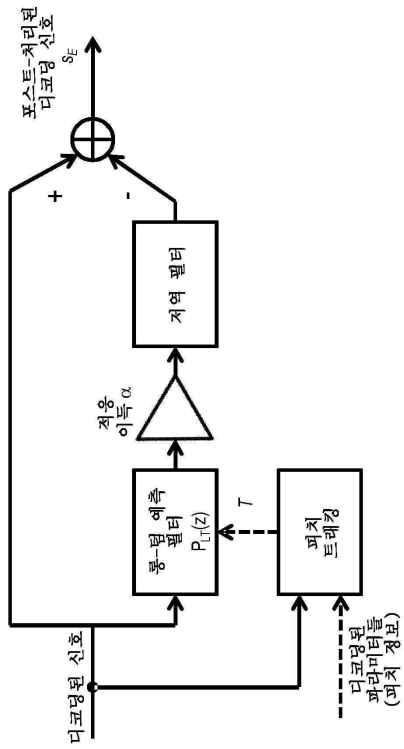 포스트-처리된
디코딩 신호
s_E
+
-
저역 필터
적응
이득 α
롱-텀 예측
필터
P_LT(z)
T
피치
트래킹
디코딩된 신호
디코딩된
파라미터들
(피치 정보)